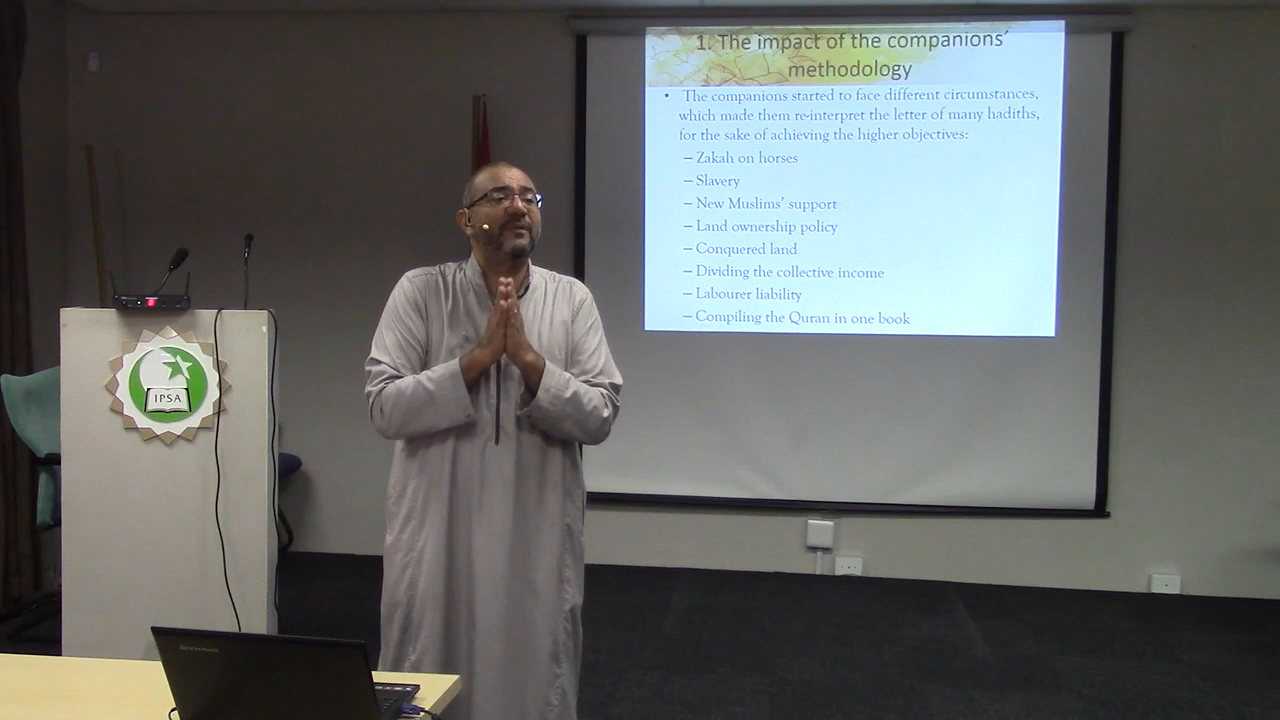 1. The impact of the companions'
methodology
• The companions started to face different circumstances,
which made them re-interpret the letter of many hadiths,
for the sake of achieving the higher objectives:
– Zakah on horses
– Slavery
– New Muslims' support
– Land ownership policy
– Conquered land
– Dividing the collective income
– Labourer liability
– Compiling the Quran in one book
IPSA
lenovo